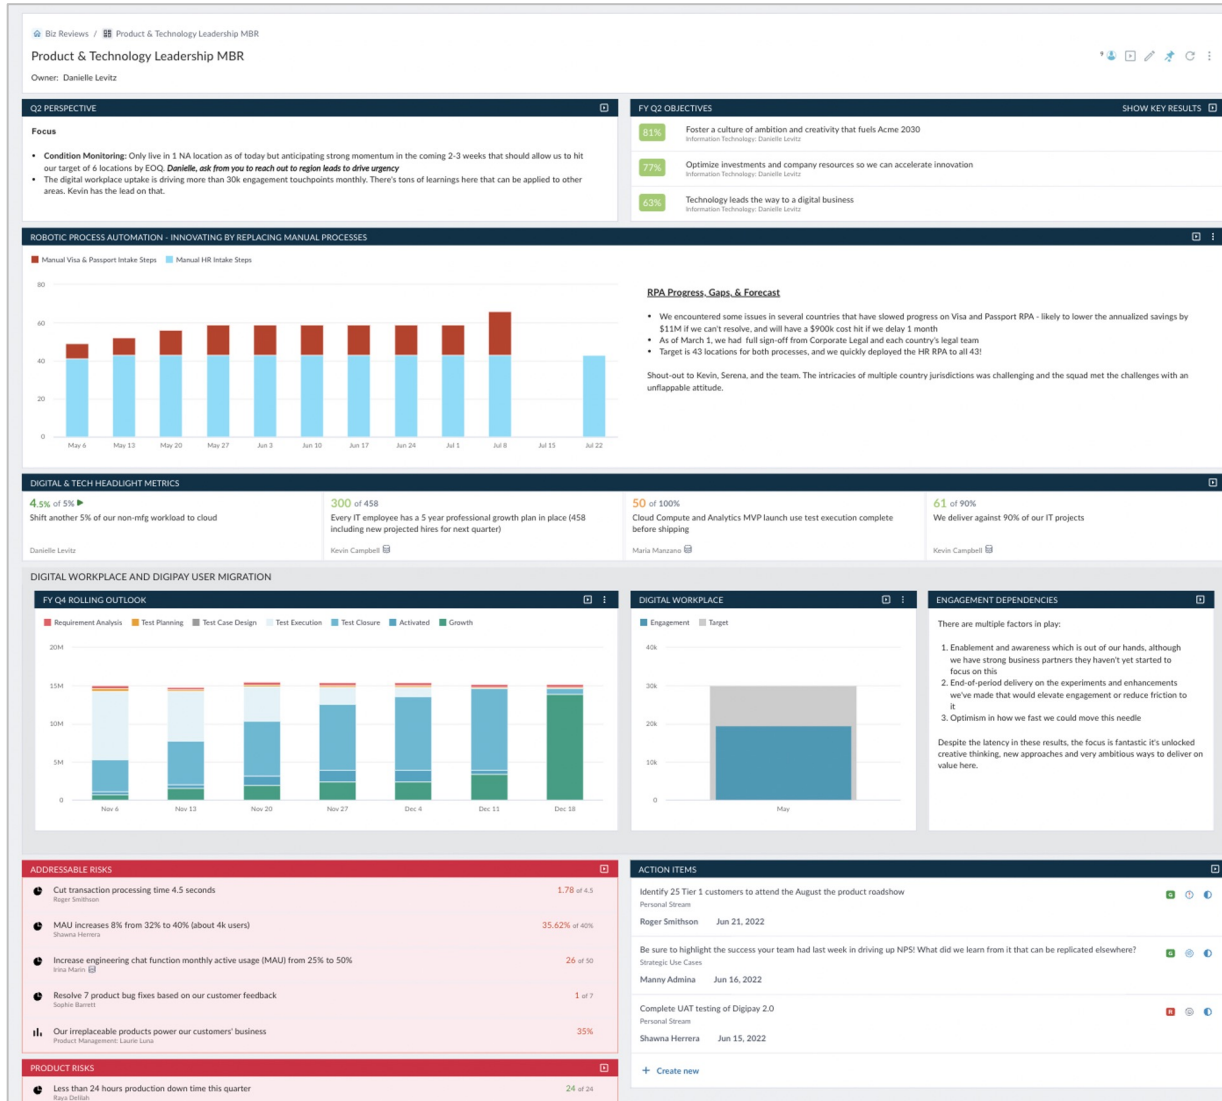 Biz Reviews / Product & Technology Leadership MBR
Product & Technology Leadership MBR
Owner: Danielle Levitz
Q2 PERSPECTIVE
Focus
• Condition Monitoring: Only live in 1 NA location as of today but anticipating strong momentum in the coming 2-3 weeks that should allow us to hit
our target of 6 locations by EOQ. Danielle, ask from you to reach out to region leads to drive urgency
• The digital workplace uptake is driving more than 30k engagement touchpoints monthly. There's tons of learnings here that can be applied to other
areas. Kevin has the lead on that.
FY Q2 OBJECTIVES SHOW KEY RESULTS
81% Foster a culture of ambition and creativity that fuels Acme 2030
Information Technology: Danielle Levitz
77% Optimize investments and company resources so we can accelerate innovation
Information Technology: Danielle Levitz
63% Technology leads the way to a digital business
Information Technology: Danielle Levitz
ROBOTIC PROCESS AUTOMATION - INNOVATING BY REPLACING MANUAL PROCESSES
Manual Visa & Passport Intake Steps Manual HR Intake Steps
80
60
40
20
0
May 6 May 13 May 20 May 27 Jun 3 Jun 10 Jun 17 Jun 24 Jul 1 Jul 8 Jul 15 Jul 22
RPA Progress, Gaps, & Forecast
• We encountered some issues in several countries that have slowed progress on Visa and Passport RPA - likely to lower the annualized savings by
$11M if we can't resolve, and will have a $900k cost hit if we delay 1 month
• As of March 1, we had full sign-off from Corporate Legal and each country's legal team
• Target is 43 locations for both processes, and we quickly deployed the HR RPA to all 43!
Shout-out to Kevin, Serena, and the team. The intricacies of multiple country jurisdictions was challenging and the squad met the challenges with an
unflappable attitude.
DIGITAL & TECH HEADLIGHT METRICS
4.5% of 5%
Shift another 5% of our non-mfg workload to cloud
Danielle Levitz
300 of 458
Every IT employee has a 5 year professional growth plan in place (458
including new projected hires for next quarter)
Kevin Campbell
50 of 100%
Cloud Compute and Analytics MVP launch use test execution complete
before shipping
Maria Manzano
61 of 90%
We deliver against 90% of our IT projects
Kevin Campbell
DIGITAL WORKPLACE AND DIGIPAY USER MIGRATION
FY Q4 ROLLING OUTLOOK
Requirement Analysis Test Planning Test Case Design Test Execution Test Closure Activated Growth
20M
15M
10M
5M
0
Nov 6 Nov 13 Nov 20 Nov 27 Dec 4 Dec 11 Dec 18
DIGITAL WORKPLACE
Engagement Target
40k
30k
20k
10k
0
May
ENGAGEMENT DEPENDENCIES
There are multiple factors in play:
1. Enablement and awareness which is out of our hands, although
we have strong business partners they haven't yet started to
focus on this
2. End-of-period delivery on the experiments and enhancements
we've made that would elevate engagement or reduce friction to
it
3. Optimism in how we fast we could move this needle
Despite the latency in these results, the focus is fantastic it's unlocked
creative thinking, new approaches and very ambitious ways to deliver on
value here.
ADDRESSABLE RISKS
Cut transaction processing time 4.5 seconds 1.78 of 4.5
Roger Smithson
MAU increases 8% from 32% to 40% (about 4k users) 35.62% of 40%
Shawna Herrera
Increase engineering chat function monthly active usage (MAU) from 25% to 50% 26 of 50
Irina Marin
Resolve 7 product bug fixes based on our customer feedback 1 of 7
Sophie Barrett
Our irreplaceable products power our customers' business 35%
Product Management: Laurie Luna
PRODUCT RISKS
Less than 24 hours production down time this quarter 24 of 24
Raya Delilah
ACTION ITEMS
Identify 25 Tier 1 customers to attend the August the product roadshow
Personal Stream
Roger Smithson Jun 21, 2022
Be sure to highlight the success your team had last week in driving up NPS! What did we learn from it that can be replicated elsewhere?
Strategic Use Cases
Manny Admina Jun 16, 2022
Complete UAT testing of Digipay 2.0
Personal Stream
Shawna Herrera Jun 15, 2022
+ Create new